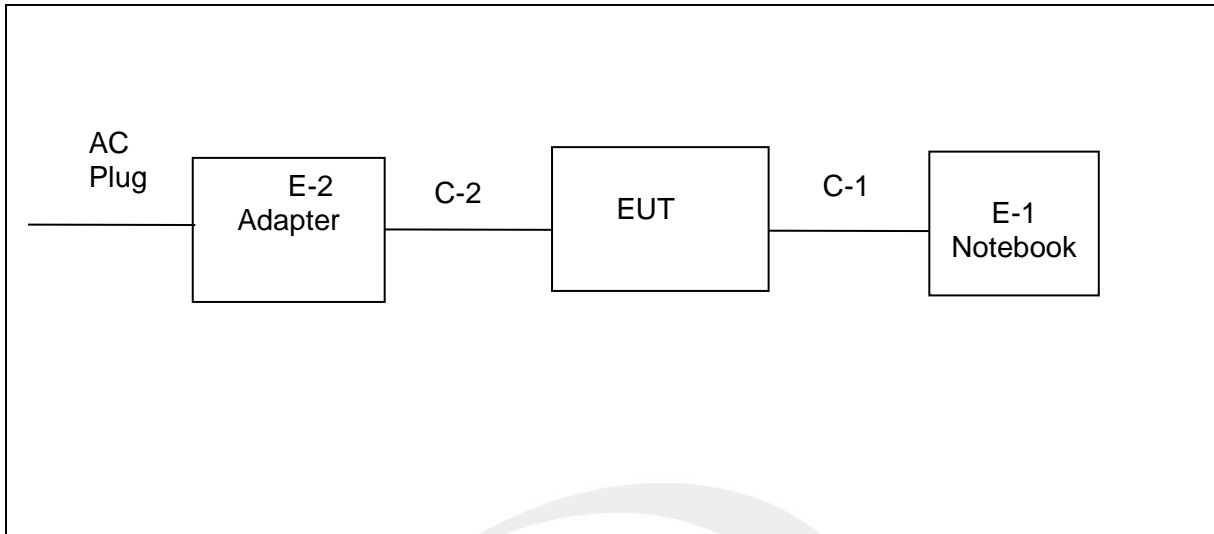 AC
Plug
E-2
Adapter
C-2
EUT
C-1
E-1
Notebook